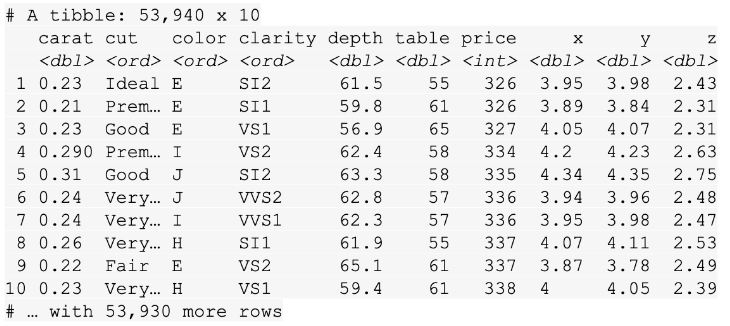 # A tibble: 53,940 x 10
carat cut color clarity depth table price x y z
<dbl> <ord> <ord> <ord> <dbl> <dbl> <int> <dbl> <dbl> <dbl>
1 0.23 Ideal E SI2 61.5 55 326 3.95 3.98 2.43
2 0.21 Prem… E SI1 59.8 61 326 3.89 3.84 2.31
3 0.23 Good E VS1 56.9 65 327 4.05 4.07 2.31
4 0.290 Prem… I VS2 62.4 58 334 4.2 4.23 2.63
5 0.31 Good J SI2 63.3 58 335 4.34 4.35 2.75
6 0.24 Very… J VVS2 62.8 57 336 3.94 3.96 2.48
7 0.24 Very… I VVS1 62.3 57 336 3.95 3.98 2.47
8 0.26 Very… H SI1 61.9 55 337 4.07 4.11 2.53
9 0.22 Fair E VS2 65.1 61 337 3.87 3.78 2.49
10 0.23 Very… H VS1 59.4 61 338 4 4.05 2.39
# … with 53,930 more rows